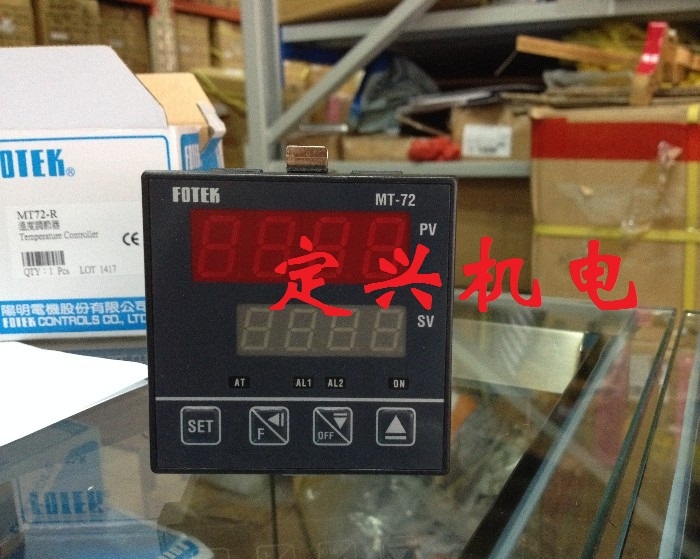 FOTEK®
MT72-R
溫度調節器
Temperature Controller
CE
QTY : 1 Pcs LOT 1417
陽明電機股份有限公司
FOTEK CONTROLS CO., LTD
FOTEK
MT-72
PV
定兴机电
SV
AT AL1 AL2 ON
SET F OFF